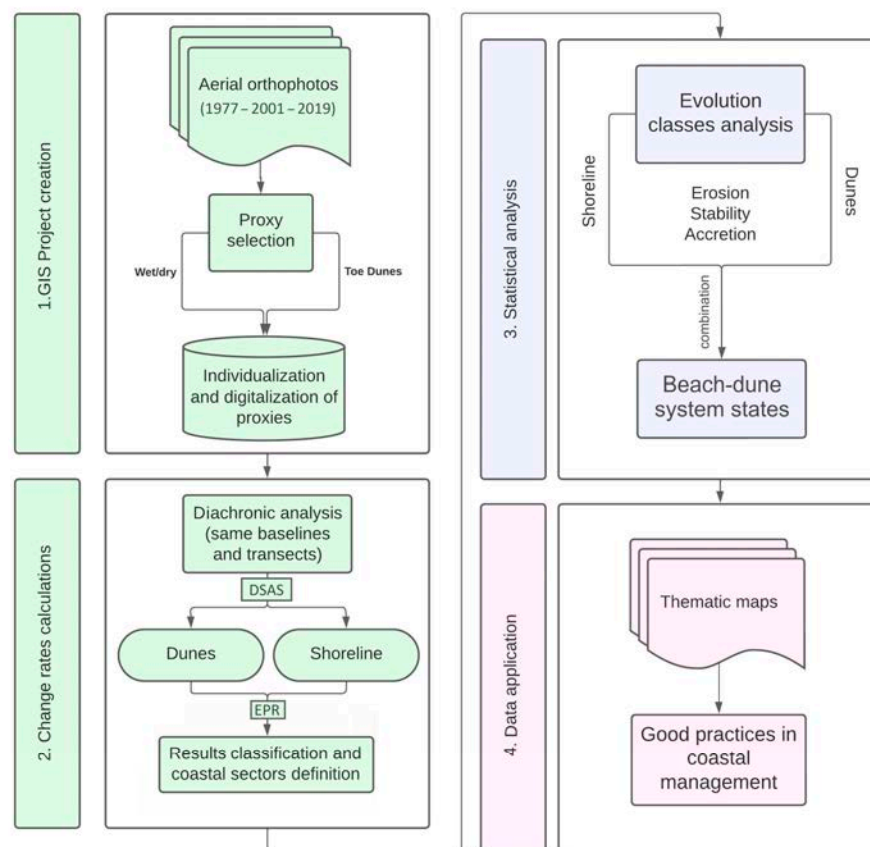 1.GIS Project creation
Aerial orthophotos
(1977 – 2001 – 2019)
Proxy
selection
Wet/dry
Toe Dunes
Individualization
and digitalization of
proxies
2. Change rates calculations
Diachronic analysis
(same baselines
and transects)
DSAS
Dunes
Shoreline
EPR
Results classification and
coastal sectors definition
3. Statistical analysis
Evolution
classes analysis
Shoreline
Erosion
Stability
Accretion
Dunes
combination
Beach-dune
system states
4. Data application
Thematic maps
Good practices in
coastal
management